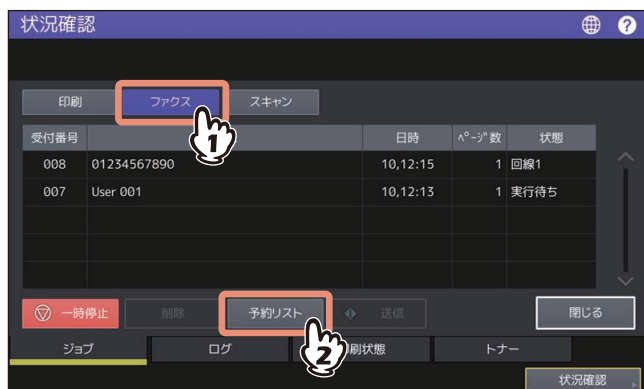 状況確認 ?
印刷 ファクス スキャン
1
受付番号 日時 ページ数 状態
008 01234567890 10,12:15 1 回線1
007 User 001 10,12:13 1 実行待ち
一時停止 削除 予約リスト 送信 閉じる
2
ジョブ ログ 刷状態 トナー
状況確認